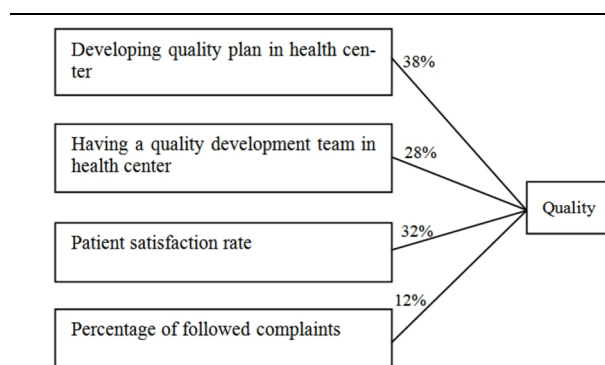 Developing quality plan in health cen-
ter
38%
Having a quality development team in
health center
28%
Quality
Patient satisfaction rate
32%
Percentage of followed complaints
12%